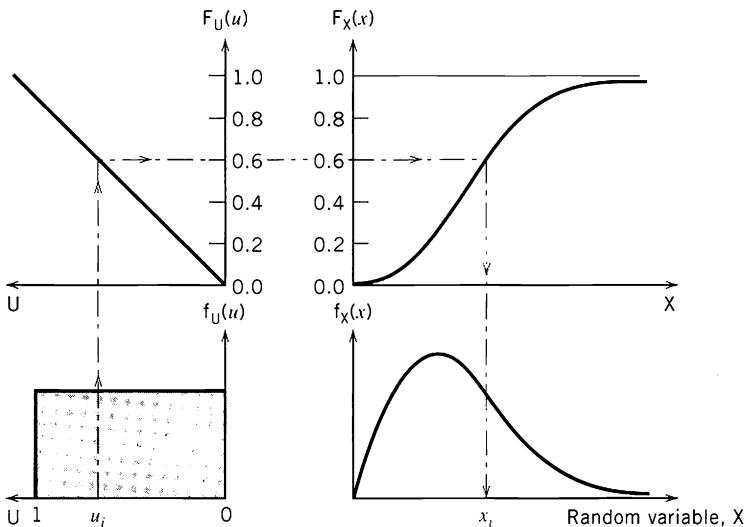 F_U(u) F_X(x)
1.0 1.0
0.8 0.8
0.6 0.6
0.4 0.4
0.2 0.2
0.0 0.0
U X
f_U(u) f_X(x)
U 1 u_i 0 x_i Random variable, X